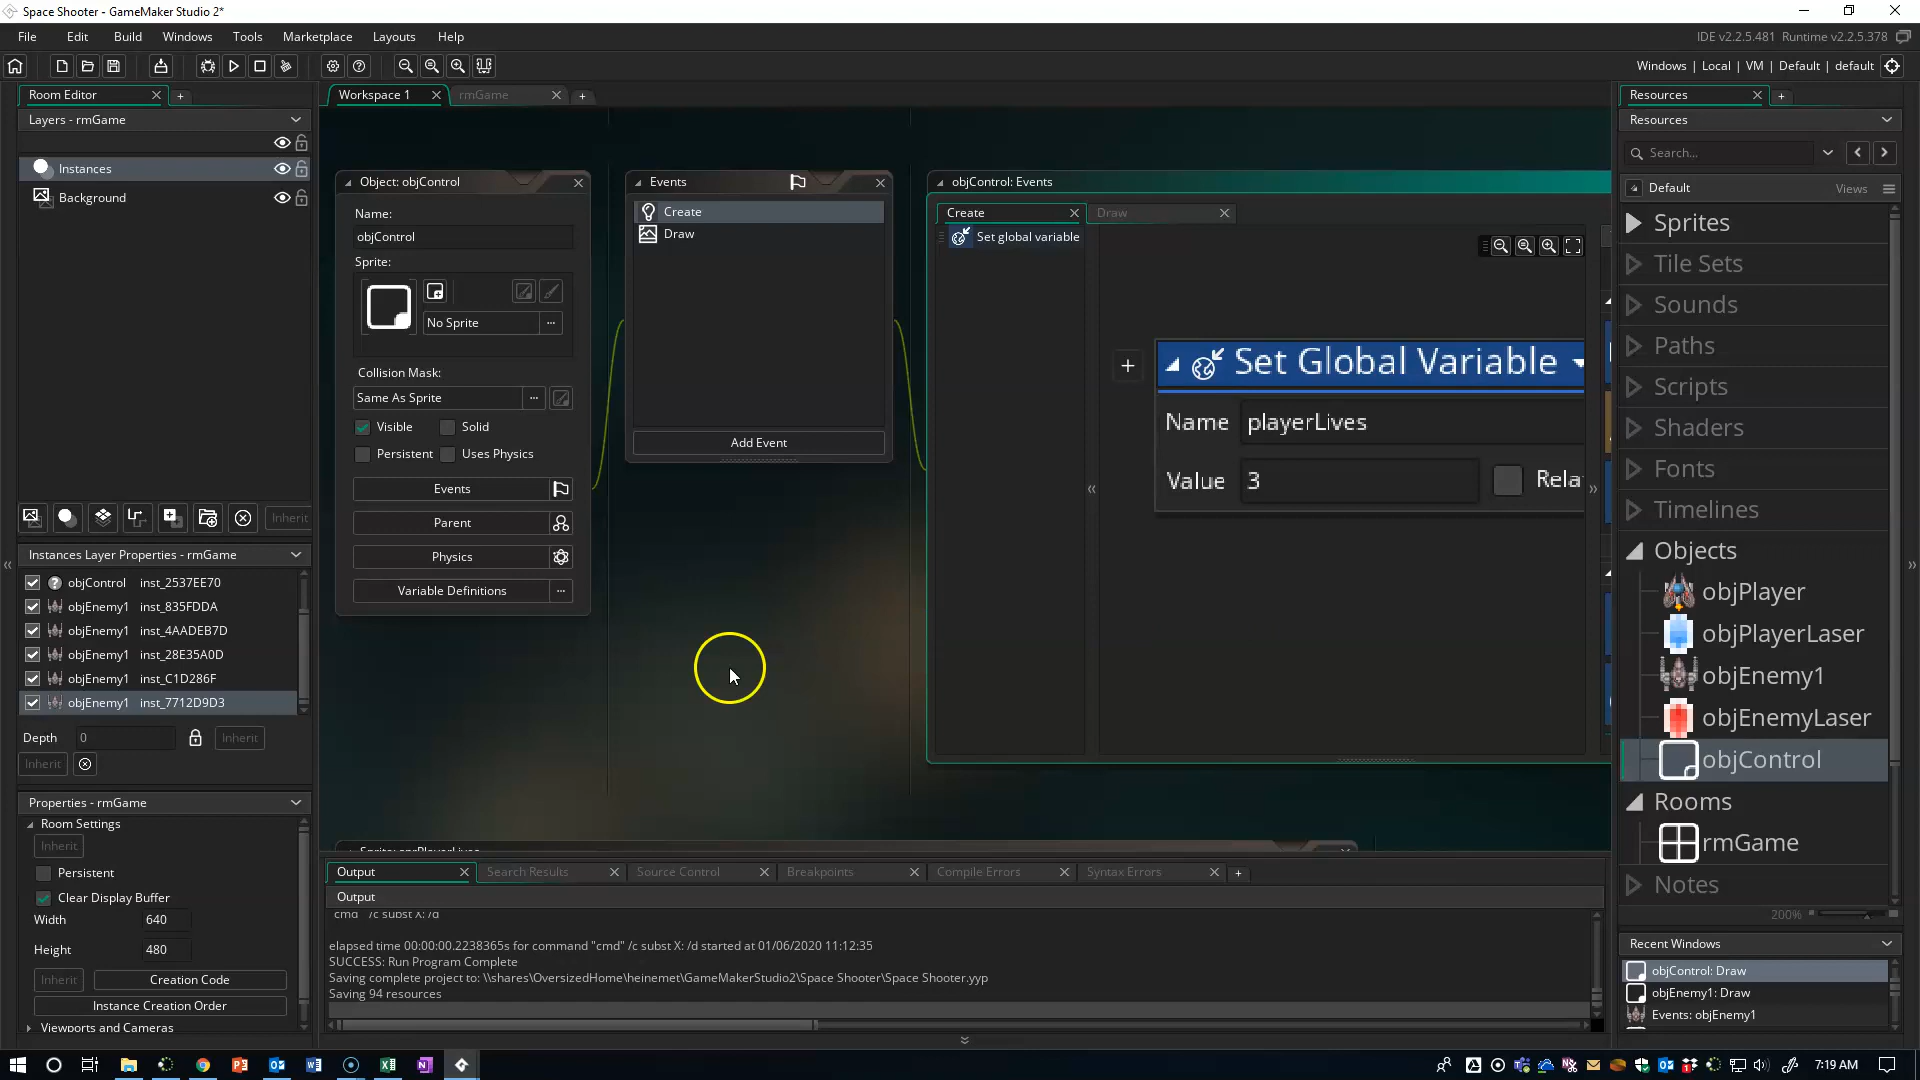 Space Shooter - GameMaker Studio 2*
File Edit Build Windows Tools Marketplace Layouts Help
IDE v2.2.5.481 Runtime v2.2.5.378
Windows | Local | VM | Default | default
Room Editor
Layers - rmGame
Instances
Background
Inherit
Instances Layer Properties - rmGame
objControl inst_2537EE70
objEnemy1 inst_835FDDA
objEnemy1 inst_4AADEB7D
objEnemy1 inst_28E35A0D
objEnemy1 inst_C1D286F
objEnemy1 inst_7712D9D3
Depth 0 Inherit
Inherit
Properties - rmGame
Room Settings
Inherit
Persistent
Clear Display Buffer
Width 640
Height 480
Inherit Creation Code
Instance Creation Order
Viewports and Cameras
Workspace 1 rmGame
Object: objControl
Name:
objControl
Sprite:
No Sprite
Collision Mask:
Same As Sprite
Visible Solid
Persistent Uses Physics
Events
Parent
Physics
Variable Definitions
Events
Create
Draw
Add Event
objControl: Events
Create Draw
Set global variable
Set Global Variable
Name playerLives
Value 3 Rela
Sprite: sprPlayerLives
Output Search Results Source Control Breakpoints Compile Errors Syntax Errors
Output
cmd /c subst X: /d
elapsed time 00:00:00.2238365s for command "cmd" /c subst X: /d started at 01/06/2020 11:12:35
SUCCESS: Run Program Complete
Saving complete project to: \\shares\OversizedHome\heinemet\GameMakerStudio2\Space Shooter\Space Shooter.yyp
Saving 94 resources
Resources
Resources
Search...
Default Views
Sprites
Tile Sets
Sounds
Paths
Scripts
Shaders
Fonts
Timelines
Objects
objPlayer
objPlayerLaser
objEnemy1
objEnemyLaser
objControl
Rooms
rmGame
Notes
200%
Recent Windows
objControl: Draw
objEnemy1: Draw
Events: objEnemy1
7:19 AM